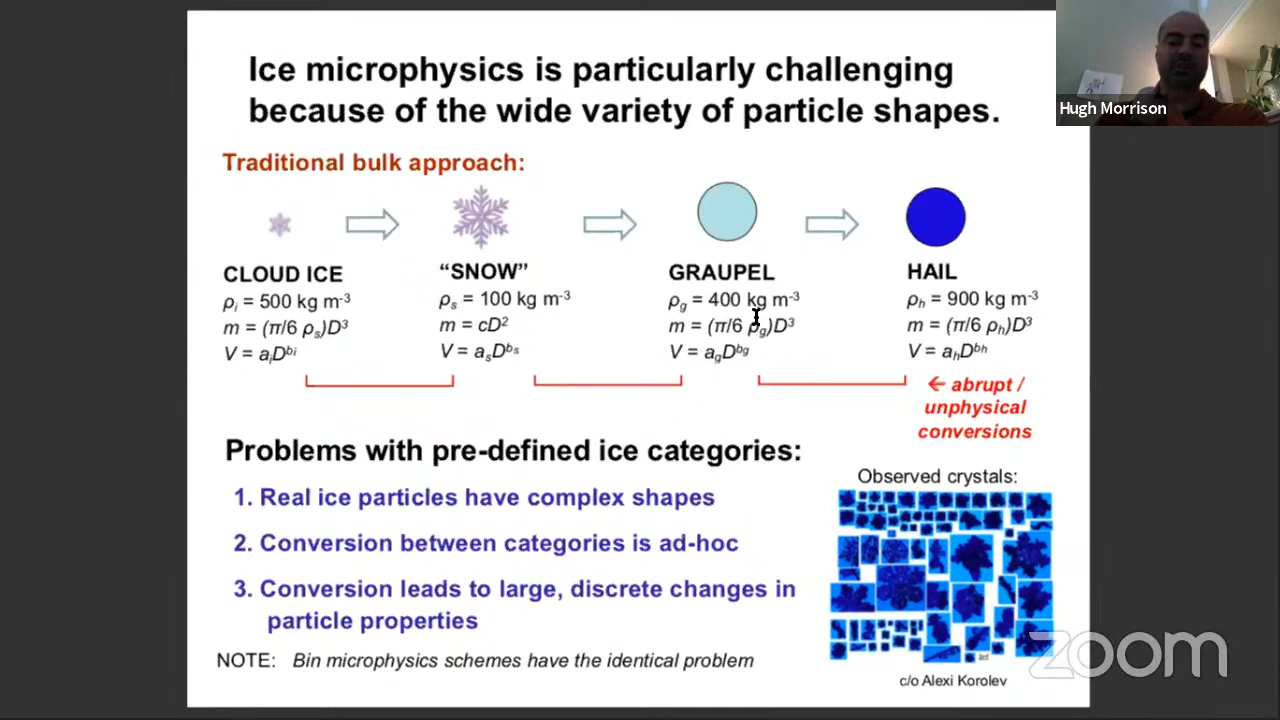 Ice microphysics is particularly challenging
because of the wide variety of particle shapes.
Hugh Morrison
Traditional bulk approach:
CLOUD ICE
ρi = 500 kg m-3
m = (π/6 ρs)D3
V = aiDbi
“SNOW”
ρs = 100 kg m-3
m = cD2
V = asDbs
GRAUPEL
ρg = 400 kg m-3
m = (π/6 ρg)D3
V = agDbg
HAIL
ρh = 900 kg m-3
m = (π/6 ρh)D3
V = ahDbh
← abrupt /
unphysical
conversions
Problems with pre-defined ice categories:
1. Real ice particles have complex shapes
2. Conversion between categories is ad-hoc
3. Conversion leads to large, discrete changes in
particle properties
NOTE: Bin microphysics schemes have the identical problem
Observed crystals:
c/o Alexi Korolev
zoom